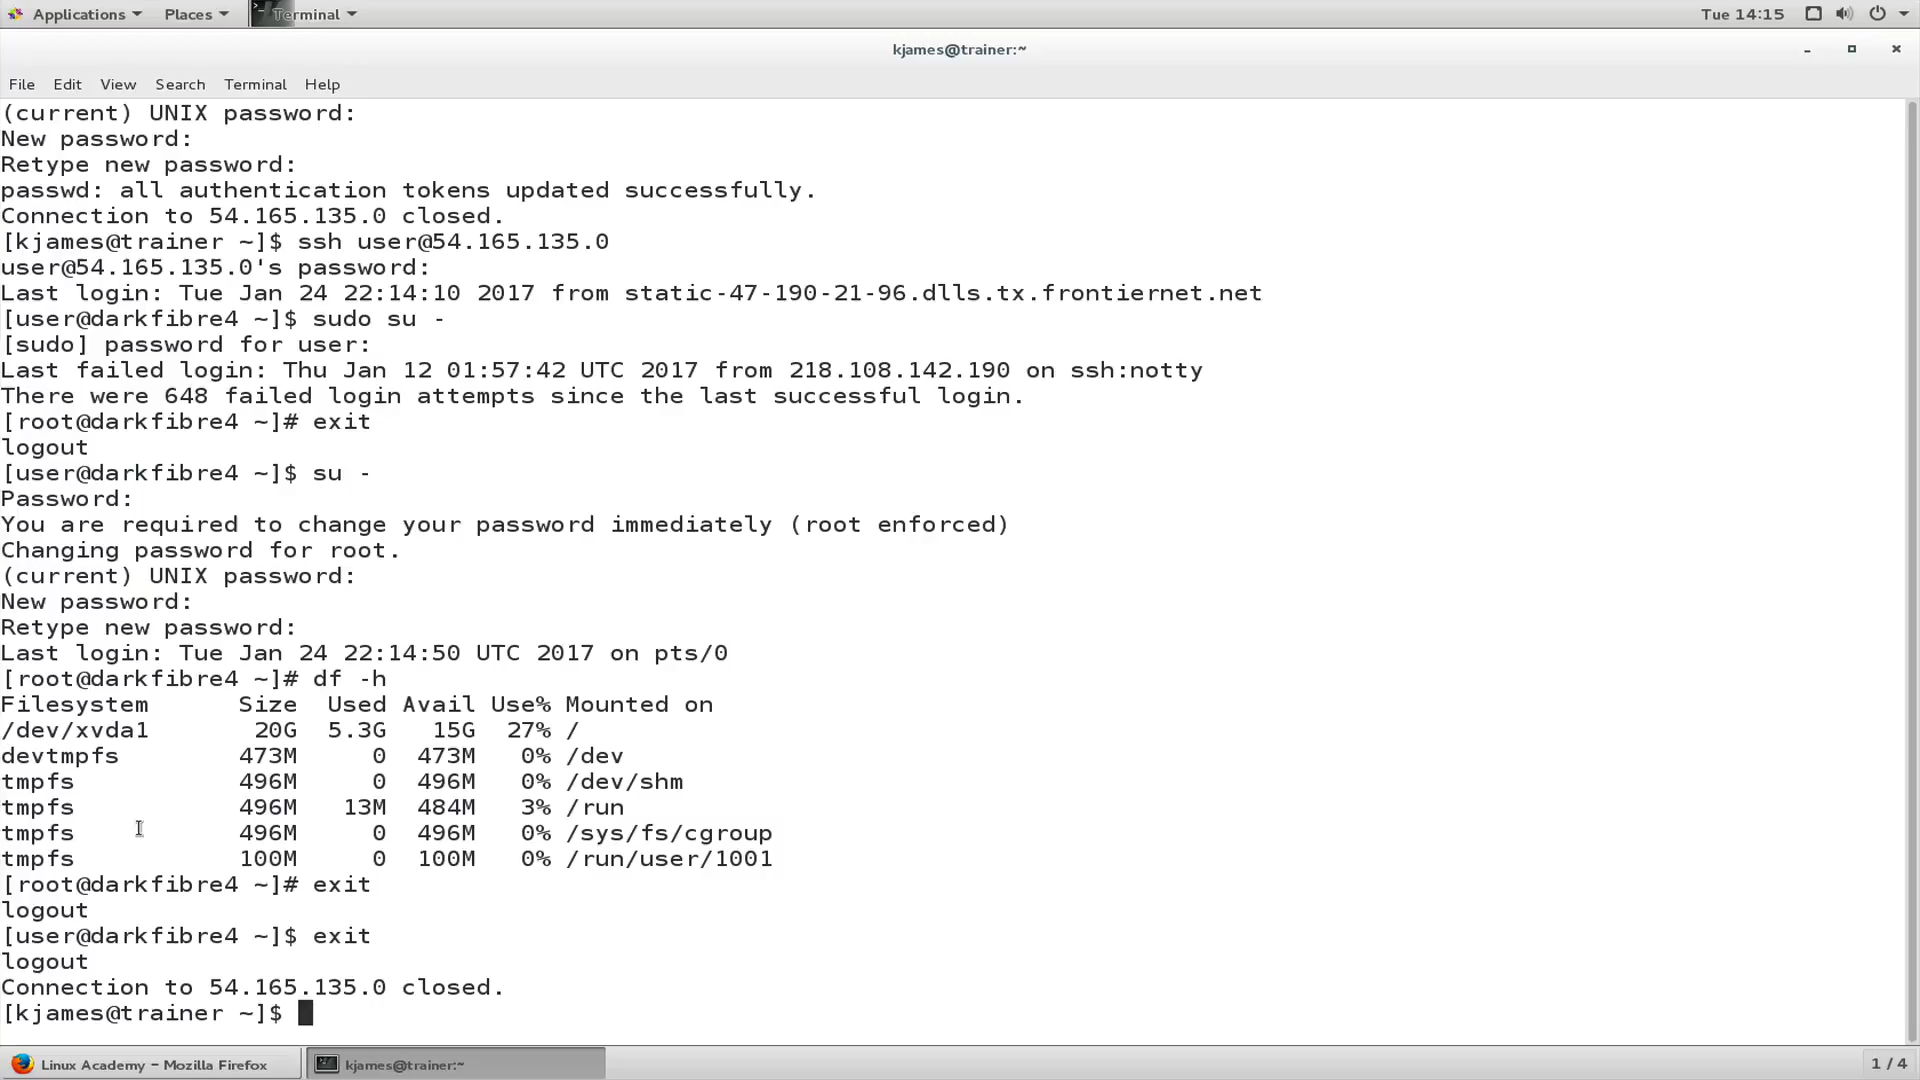 Applications Places Terminal Tue 14:15
kjames@trainer:~
File Edit View Search Terminal Help
(current) UNIX password:
New password:
Retype new password:
passwd: all authentication tokens updated successfully.
Connection to 54.165.135.0 closed.
[kjames@trainer ~]$ ssh user@54.165.135.0
user@54.165.135.0's password:
Last login: Tue Jan 24 22:14:10 2017 from static-47-190-21-96.dlls.tx.frontiernet.net
[user@darkfibre4 ~]$ sudo su -
[sudo] password for user:
Last failed login: Thu Jan 12 01:57:42 UTC 2017 from 218.108.142.190 on ssh:notty
There were 648 failed login attempts since the last successful login.
[root@darkfibre4 ~]# exit
logout
[user@darkfibre4 ~]$ su -
Password:
You are required to change your password immediately (root enforced)
Changing password for root.
(current) UNIX password:
New password:
Retype new password:
Last login: Tue Jan 24 22:14:50 UTC 2017 on pts/0
[root@darkfibre4 ~]# df -h
Filesystem Size Used Avail Use% Mounted on
/dev/xvda1 20G 5.3G 15G 27% /
devtmpfs 473M 0 473M 0% /dev
tmpfs 496M 0 496M 0% /dev/shm
tmpfs 496M 13M 484M 3% /run
tmpfs 496M 0 496M 0% /sys/fs/cgroup
tmpfs 100M 0 100M 0% /run/user/1001
[root@darkfibre4 ~]# exit
logout
[user@darkfibre4 ~]$ exit
logout
Connection to 54.165.135.0 closed.
[kjames@trainer ~]$
Linux Academy - Mozilla Firefox kjames@trainer:~ 1 / 4